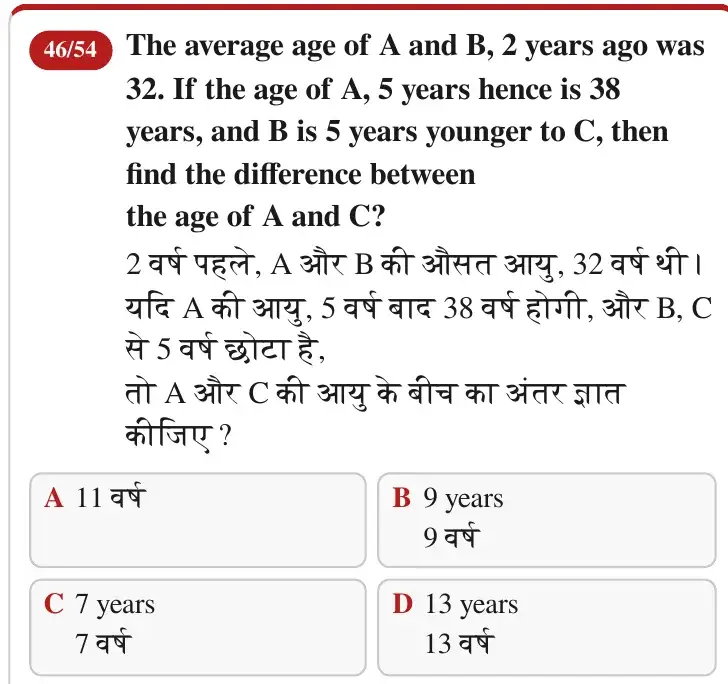 46/54 The average age of A and B, 2 years ago was
32. If the age of A, 5 years hence is 38
years, and B is 5 years younger to C, then
find the difference between
the age of A and C?
2 वर्ष पहले, A और B की औसत आयु, 32 वर्ष थी।
यदि A की आयु, 5 वर्ष बाद 38 वर्ष होगी, और B, C
से 5 वर्ष छोटा है,
तो A और C की आयु के बीच का अंतर ज्ञात
कीजिए ?
A 11 वर्ष
B 9 years
9 वर्ष
C 7 years
7 वर्ष
D 13 years
13 वर्ष